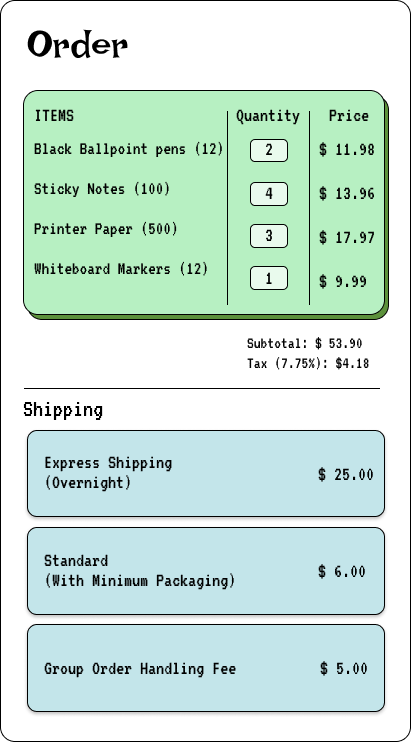 Order
ITEMS Quantity Price
Black Ballpoint pens (12) 2 $ 11.98
Sticky Notes (100) 4 $ 13.96
Printer Paper (500) 3 $ 17.97
Whiteboard Markers (12) 1 $ 9.99
Subtotal: $ 53.90
Tax (7.75%): $4.18
Shipping
Express Shipping
(Overnight) $ 25.00
Standard
(With Minimum Packaging) $ 6.00
Group Order Handling Fee $ 5.00